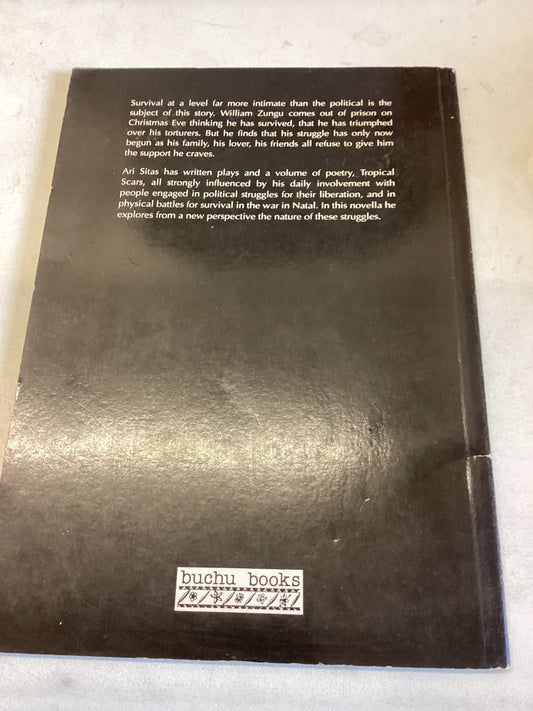 Survival at a level far more intimate than the political is the
subject of this story. William Zungu comes out of prison on
Christmas Eve thinking he has survived, that he has triumphed
over his torturers. But he finds that his struggle has only now
begun as his family, his lover, his friends all refuse to give him
the support he craves.
Ari Sitas has written plays and a volume of poetry, Tropical
Scars, all strongly influenced by his daily involvement with
people engaged in political struggles for their liberation, and in
physical battles for survival in the war in Natal. In this novella he
explores from a new perspective the nature of these struggles.
buchu books